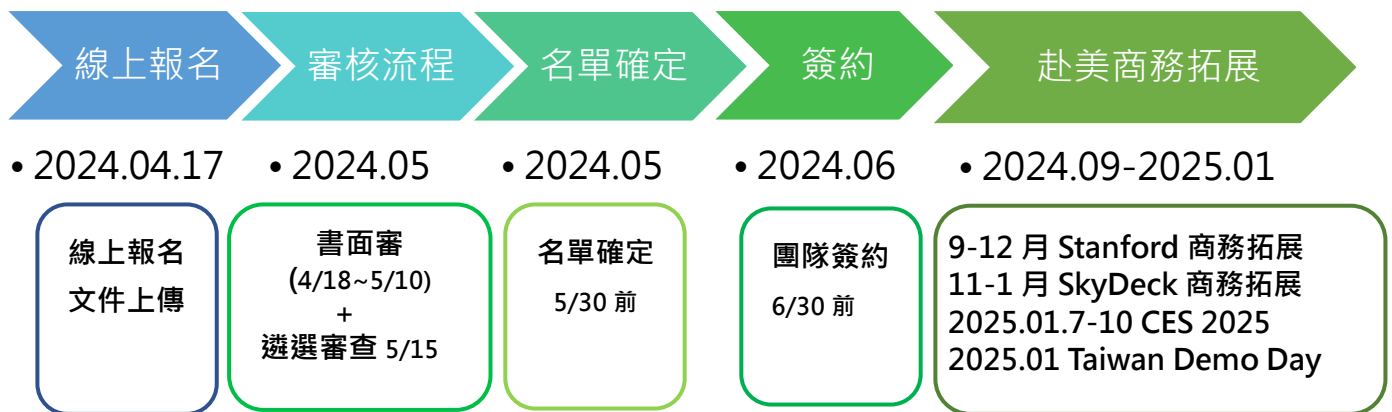 線上報名
審核流程
名單確定
簽約
赴美商務拓展
• 2024.04.17
• 2024.05
• 2024.05
• 2024.06
• 2024.09-2025.01
線上報名
文件上傳
書面審
(4/18~5/10)
+
遴選審查 5/15
名單確定
5/30 前
團隊簽約
6/30 前
9-12 月 Stanford 商務拓展
11-1 月 SkyDeck 商務拓展
2025.01.7-10 CES 2025
2025.01 Taiwan Demo Day